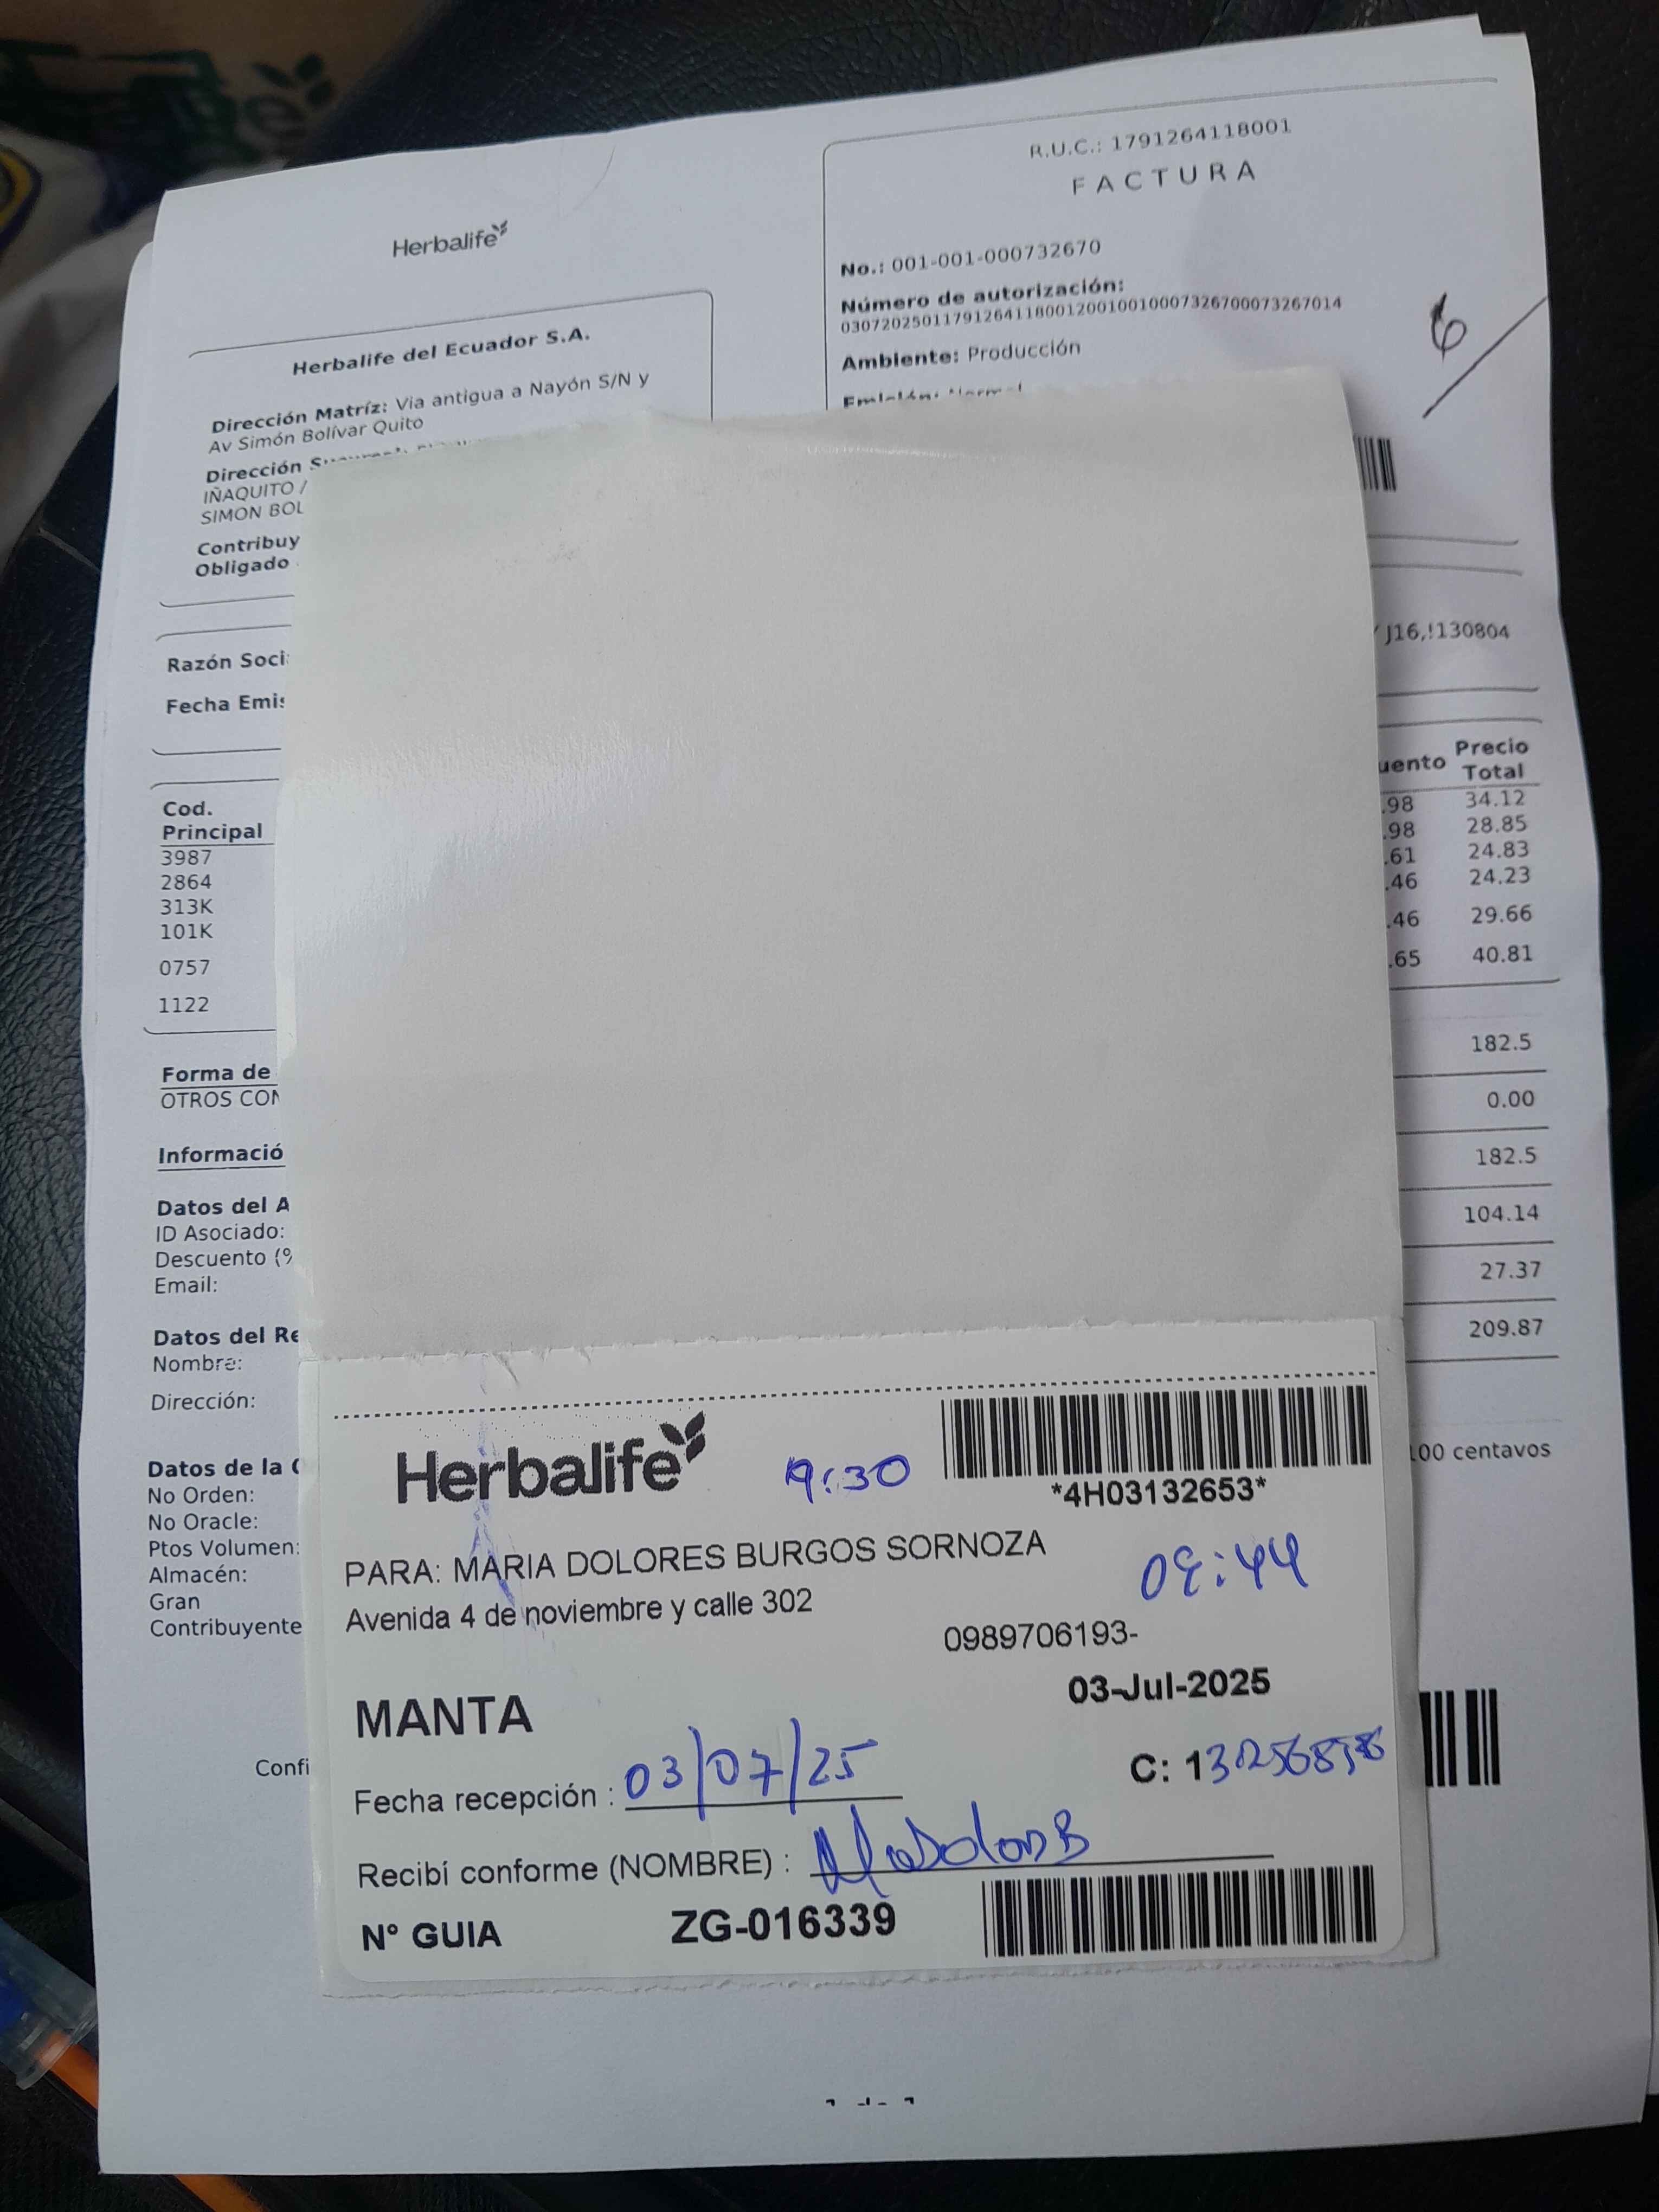 Herbalife
Herbalife del Ecuador S.A.
Dirección Matríz: Via antigua a Nayón S/N y
Av Simón Bolívar Quito
Dirección
IÑAQUITO /
SIMON BOL
Contribuy
Obligado
R.U.C.: 1791264118001
FACTURA
No.: 001-001-000732670
Número de autorización:
0307202501179126411800120010010007326700073267014
Ambiente: Producción
Emisión: Normal
6
Razón Soci
Fecha Emis
J16,!130804
Cod.
Principal
3987
2864
313K
101K
0757
1122
uento Precio
Total
.98 34.12
.98 28.85
.61 24.83
.46 24.23
.46 29.66
.65 40.81
182.5
0.00
182.5
104.14
27.37
209.87
Forma de
OTROS CON
Informació
Datos del A
ID Asociado:
Descuento (%
Email:
Datos del Re
Nombre:
Dirección:
100 centavos
Datos de la
No Orden:
No Oracle:
Ptos Volumen:
Almacén:
Gran
Contribuyente
Confi
Herbalife
9:30
*4H03132653*
PARA: MARIA DOLORES BURGOS SORNOZA
Avenida 4 de noviembre y calle 302
0989706193-
03-Jul-2025
MANTA
Fecha recepción : 03/07/25
C:
Recibí conforme (NOMBRE) :
N° GUIA ZG-016339